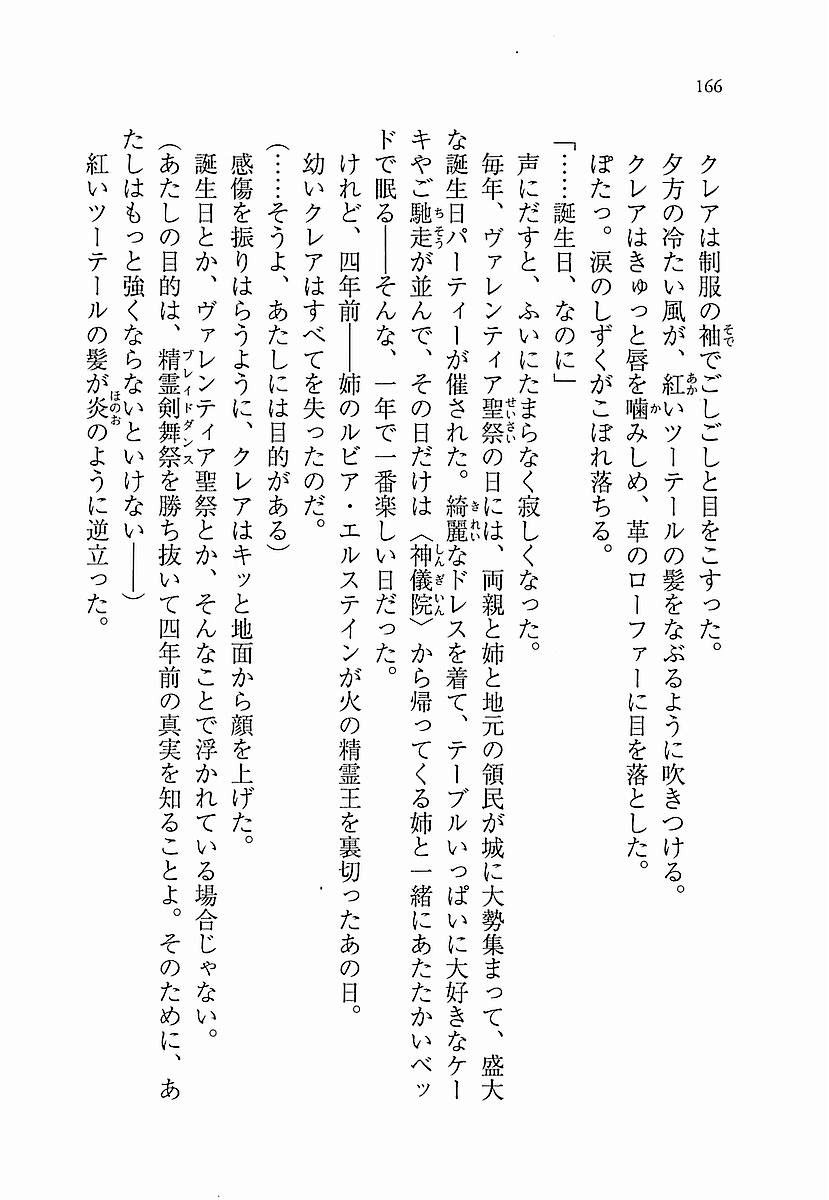 166
クレアは制服の袖でごしごしと目をこすった。
夕方の冷たい風が、紅いツーテールの髪をなぶるように吹きつける。
クレアはきゅっと唇を噛みしめ、革のローファーに目を落とした。
ぽたっ。涙のしずくがこぼれ落ちる。
「……誕生日、なのに」
声にだすと、ふいにたまらなく寂しくなった。
毎年、ヴァレンティア聖祭の日には、両親と姉と地元の領民が城に大勢集まって、盛大
な誕生日パーティーが催された。綺麗なドレスを着て、テーブルいっぱいに大好きなケー
キやご馳走が並んで、その日だけは〈神儀院〉から帰ってくる姉と一緒にあたたかいベッ
ドで眠る――そんな、一年で一番楽しい日だった。
けれど、四年前――姉のルビア・エルステインが火の精霊王を裏切ったあの日。
幼いクレアはすべてを失ったのだ。
(……そうよ、あたしには目的がある)
感傷を振りはらうように、クレアはキッと地面から顔を上げた。
誕生日とか、ヴァレンティア聖祭とか、そんなことで浮かれている場合じゃない。
(あたしの目的は、精霊剣舞祭を勝ち抜いて四年前の真実を知ることよ。そのために、あ
たしはもっと強くならないといけない――)
紅いツーテールの髪が炎のように逆立った。